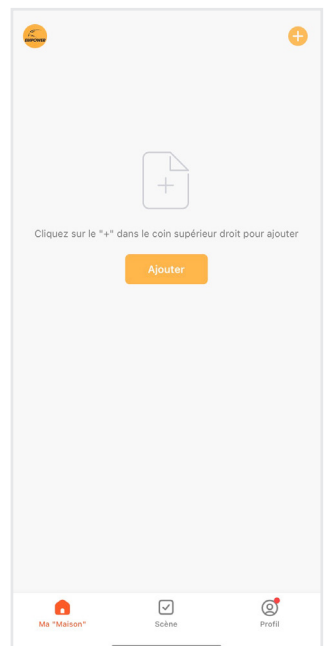 Cliquez sur le "+" dans le coin supérieur droit pour ajouter
Ajouter
Ma "Maison"
Scène
Profil